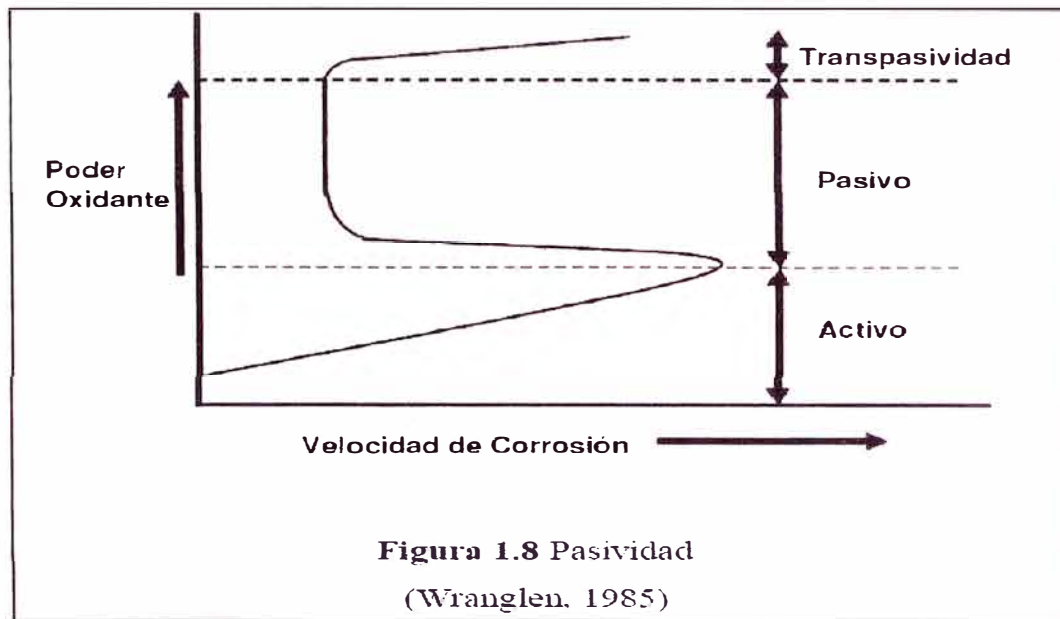 Transpasividad
Poder
Oxidante
Pasivo
Activo
Velocidad de Corrosión
Figura 1.8 Pasividad
(Wranglen, 1985)